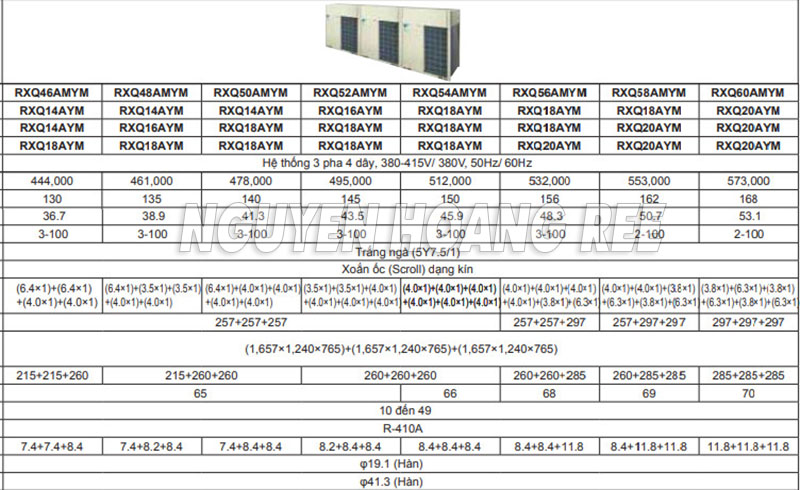 RXQ46AMYM RXQ48AMYM RXQ50AMYM RXQ52AMYM RXQ54AMYM RXQ56AMYM RXQ58AMYM RXQ60AMYM
RXQ14AYM RXQ14AYM RXQ14AYM RXQ16AYM RXQ18AYM RXQ18AYM RXQ18AYM RXQ20AYM
RXQ14AYM RXQ16AYM RXQ18AYM RXQ18AYM RXQ18AYM RXQ18AYM RXQ20AYM RXQ20AYM
RXQ18AYM RXQ18AYM RXQ18AYM RXQ18AYM RXQ18AYM RXQ20AYM RXQ20AYM RXQ20AYM
Hệ thống 3 pha 4 dây, 380-415V/ 380V, 50Hz/ 60Hz
444,000 461,000 478,000 495,000 512,000 532,000 553,000 573,000
130 135 140 145 150 156 162 168
36.7 38.9 41.3 43.5 45.9 48.3 50.7 53.1
3-100 3-100 3-100 3-100 3-100 3-100 2-100 2-100
NGUYEN HOANG REE
Trắng ngà (5Y7.5/1)
Xoắn ốc (Scroll) dạng kín
(6.4×1)+(6.4×1) (6.4×1)+(3.5×1)+(3.5×1) (6.4×1)+(4.0×1)+(4.0×1) (3.5×1)+(3.5×1)+(4.0×1) (4.0×1)+(4.0×1)+(4.0×1) (4.0×1)+(4.0×1)+(4.0×1) (4.0×1)+(4.0×1)+(3.8×1) (3.8×1)+(6.3×1)+(3.8×1)
+(4.0×1)+(4.0×1) +(4.0×1)+(4.0×1) +(4.0×1)+(4.0×1) +(4.0×1)+(4.0×1)+(4.0×1) +(4.0×1)+(4.0×1)+(4.0×1) +(4.0×1)+(3.8×1)+(6.3×1) +(6.3×1)+(3.8×1)+(6.3×1) +(6.3×1)+(3.8×1)+(6.3×1)
257+257+257 257+257+297 257+297+297 297+297+297
(1,657×1,240×765)+(1,657×1,240×765)+(1,657×1,240×765)
215+215+260 215+260+260 260+260+260 260+260+285 260+285+285 285+285+285
65 66 68 69 70
10 đến 49
R-410A
7.4+7.4+8.4 7.4+8.2+8.4 7.4+8.4+8.4 8.2+8.4+8.4 8.4+8.4+8.4 8.4+8.4+11.8 8.4+11.8+11.8 11.8+11.8+11.8
φ19.1 (Hàn)
φ41.3 (Hàn)